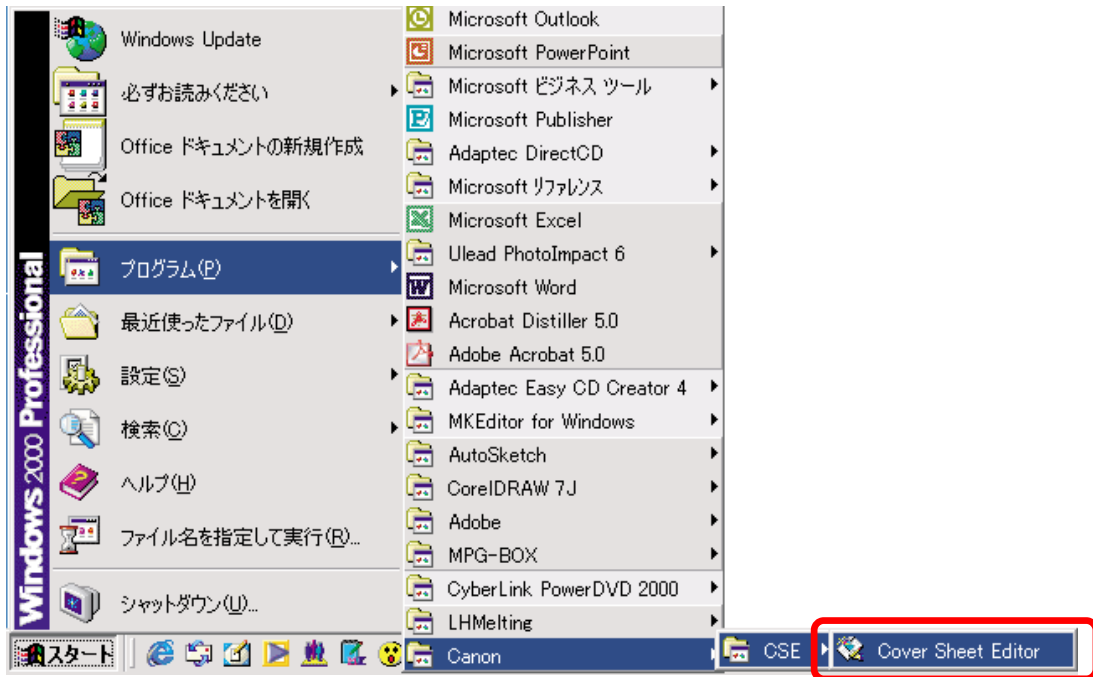 Windows 2000 Professional
Windows Update
必ずお読みください
Office ドキュメントの新規作成
Office ドキュメントを開く
プログラム(P)
最近使ったファイル(D)
設定(S)
検索(C)
ヘルプ(H)
ファイル名を指定して実行(R)...
シャットダウン(U)...
スタート
Microsoft Outlook
Microsoft PowerPoint
Microsoft ビジネス ツール
Microsoft Publisher
Adaptec DirectCD
Microsoft リファレンス
Microsoft Excel
Ulead PhotoImpact 6
Microsoft Word
Acrobat Distiller 5.0
Adobe Acrobat 5.0
Adaptec Easy CD Creator 4
MKEditor for Windows
AutoSketch
CorelDRAW 7J
Adobe
MPG-BOX
CyberLink PowerDVD 2000
LHMelting
Canon
CSE
Cover Sheet Editor